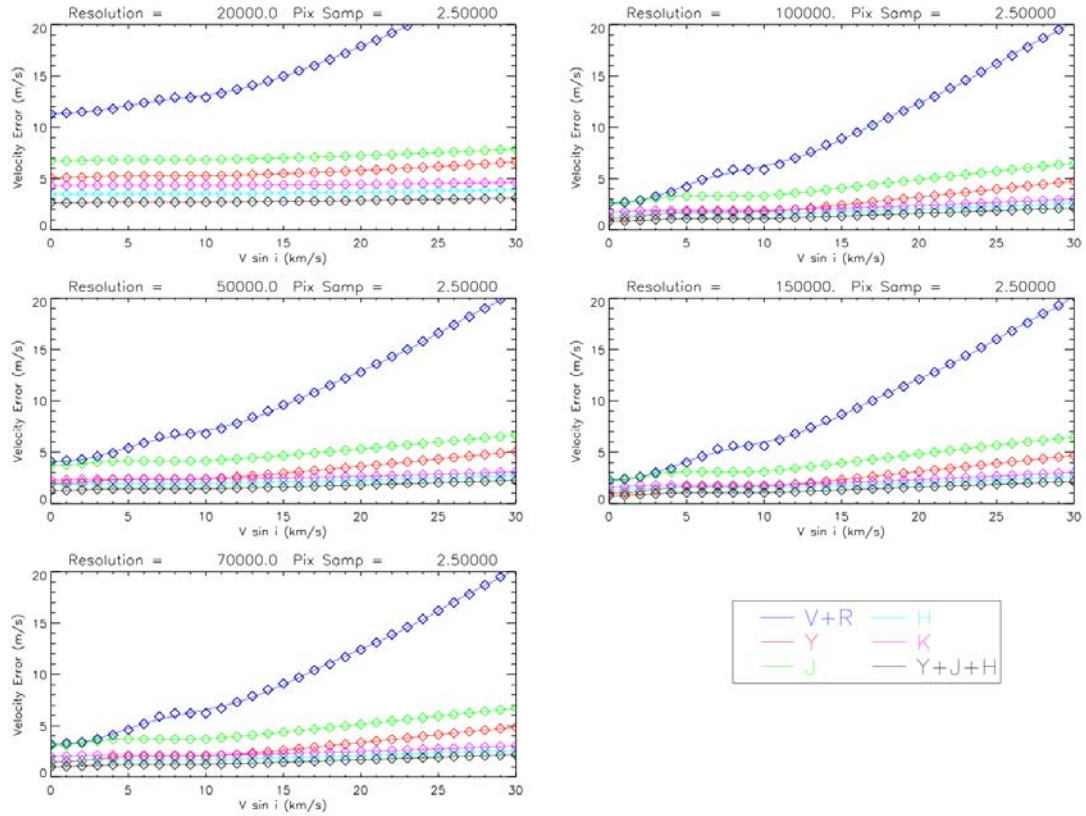 Resolution = 20000.0 Pix Samp = 2.50000
20
15
10
5
0
Velocity Error (m/s)
0 5 10 15 20 25 30
V sin i (km/s)
Resolution = 100000. Pix Samp = 2.50000
20
15
10
5
0
Velocity Error (m/s)
0 5 10 15 20 25 30
V sin i (km/s)
Resolution = 50000.0 Pix Samp = 2.50000
20
15
10
5
0
Velocity Error (m/s)
0 5 10 15 20 25 30
V sin i (km/s)
Resolution = 150000. Pix Samp = 2.50000
20
15
10
5
0
Velocity Error (m/s)
0 5 10 15 20 25 30
V sin i (km/s)
Resolution = 70000.0 Pix Samp = 2.50000
20
15
10
5
0
Velocity Error (m/s)
0 5 10 15 20 25 30
V sin i (km/s)
V+R H
Y K
J Y+J+H